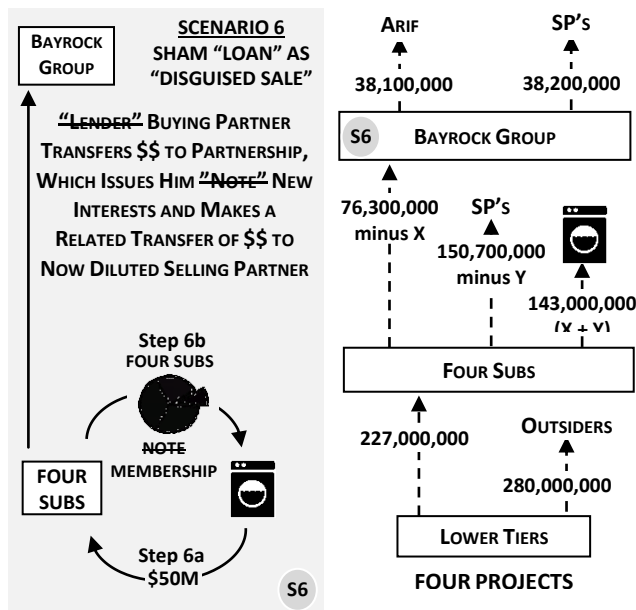 SCENARIO 6
SHAM “LOAN” AS
“DISGUISED SALE”
BAYROCK
GROUP
“LENDER” BUYING PARTNER
TRANSFERS $$ TO PARTNERSHIP,
WHICH ISSUES HIM “NOTE” NEW
INTERESTS AND MAKES A
RELATED TRANSFER OF $$ TO
NOW DILUTED SELLING PARTNER
Step 6b
FOUR SUBS
NOTE
MEMBERSHIP
FOUR
SUBS
Step 6a
$50M
S6
ARIF
SP'S
38,100,000
38,200,000
S6
BAYROCK GROUP
76,300,000
minus X
SP'S
150,700,000
minus Y
143,000,000
(X + Y)
FOUR SUBS
227,000,000
OUTSIDERS
280,000,000
LOWER TIERS
FOUR PROJECTS